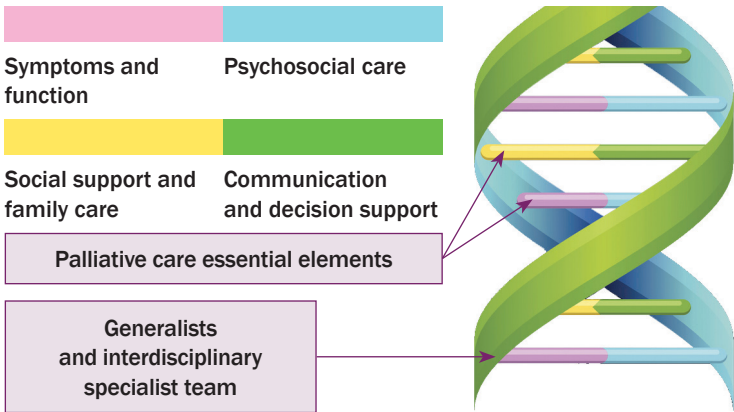 Symptoms and
function
Psychosocial care
Social support and
family care
Communication
and decision support
Palliative care essential elements
Generalists
and interdisciplinary
specialist team